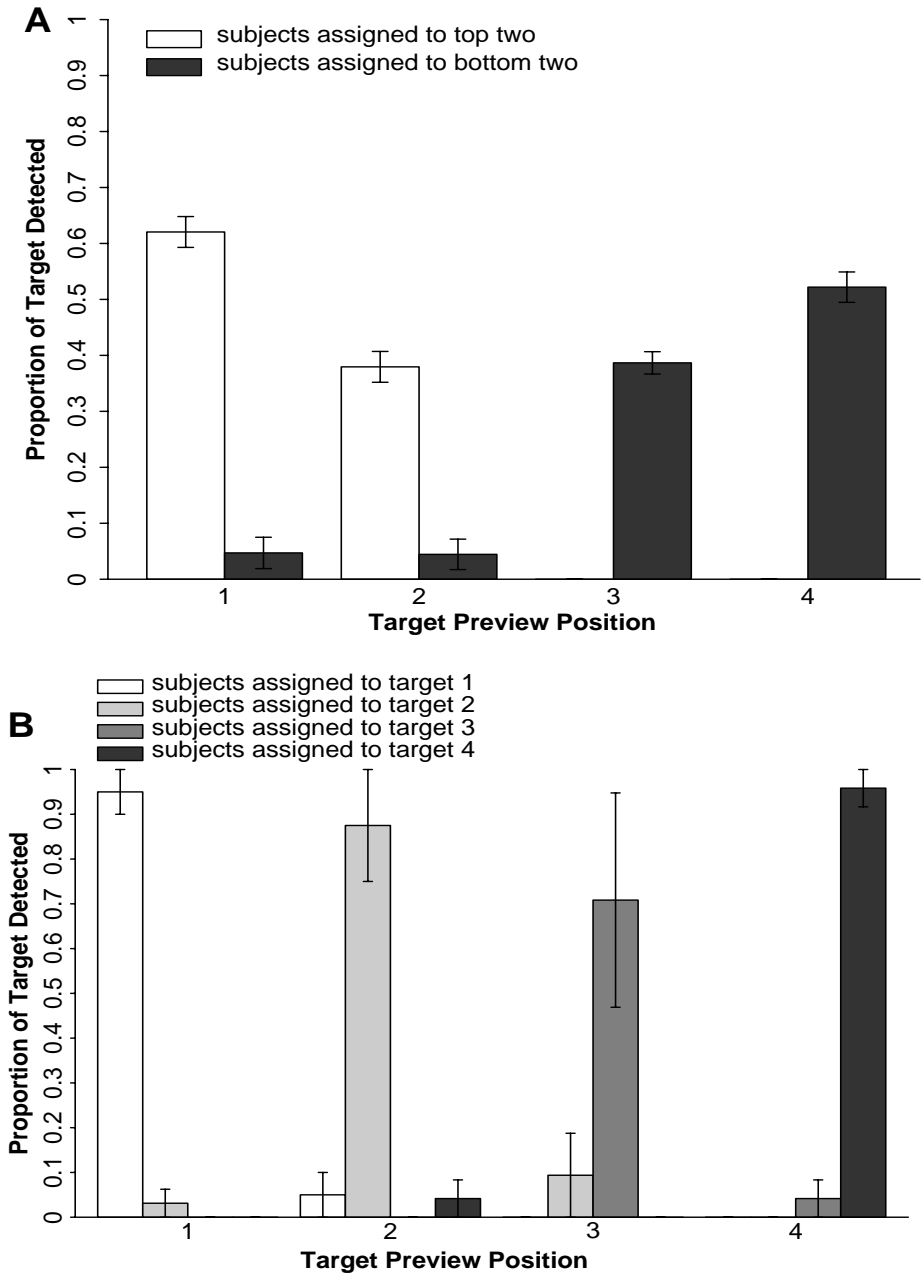 A
subjects assigned to top two
subjects assigned to bottom two
Proportion of Target Detected
1
0.9
0.8
0.7
0.6
0.5
0.4
0.3
0.2
0.1
0
1 2 3 4
Target Preview Position
subjects assigned to target 1
subjects assigned to target 2
subjects assigned to target 3
subjects assigned to target 4
B
Proportion of Target Detected
1
0.9
0.8
0.7
0.6
0.5
0.4
0.3
0.2
0.1
0
1 2 3 4
Target Preview Position